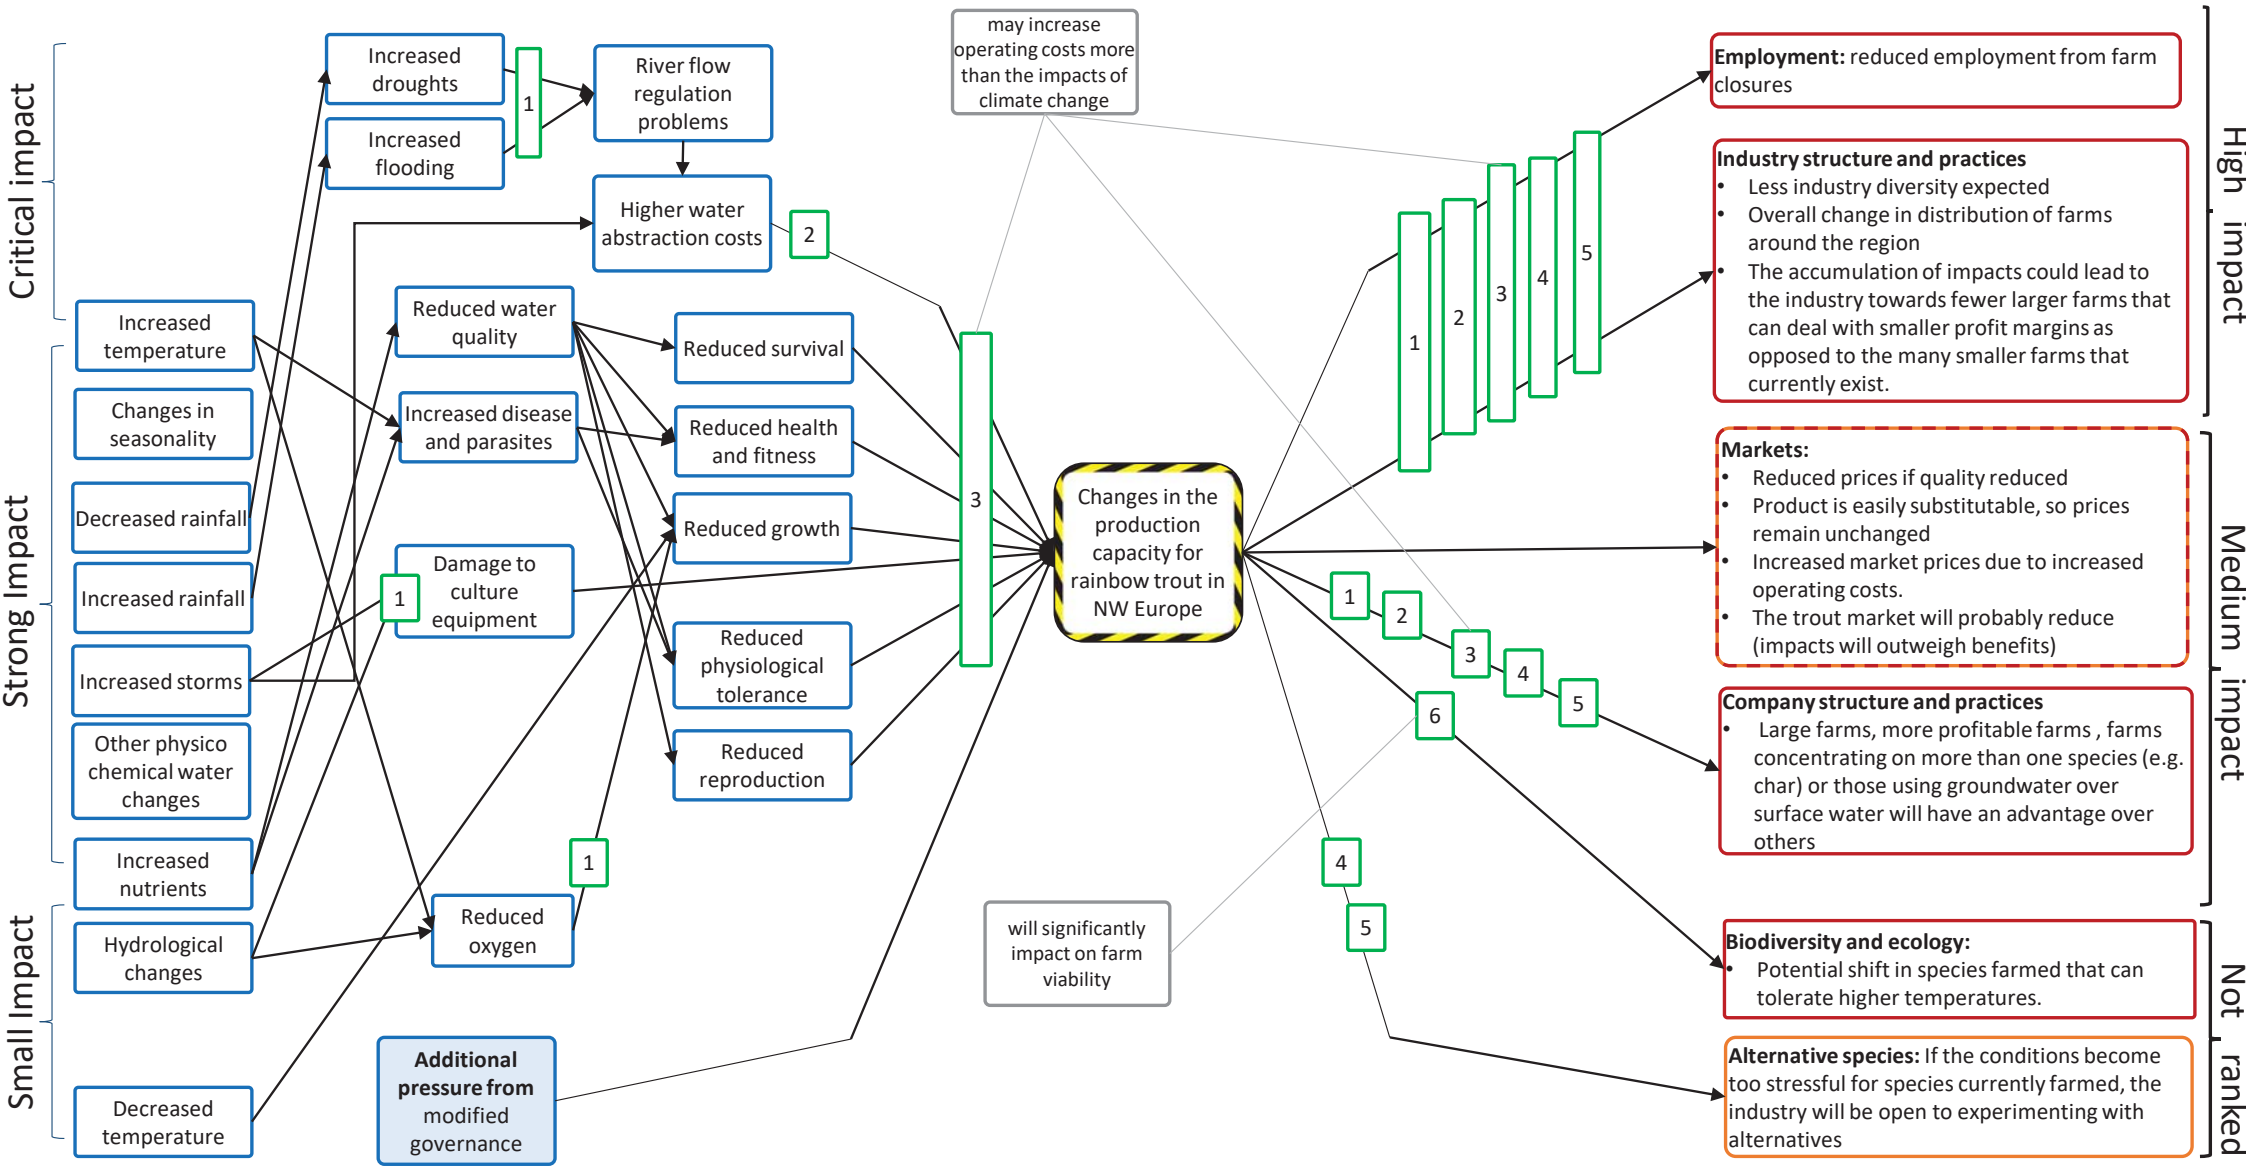 Critical impact
Strong Impact
Small Impact
Increased
droughts
Increased
flooding
1
River flow
regulation
problems
Higher water
abstraction costs
2
Increased
temperature
Changes in
seasonality
Decreased rainfall
Increased rainfall
Increased storms
Other physico
chemical water
changes
Increased
nutrients
Hydrological
changes
Decreased
temperature
Reduced water
quality
Increased disease
and parasites
1
Damage to
culture
equipment
Reduced
oxygen
1
Reduced survival
Reduced health
and fitness
Reduced growth
Reduced
physiological
tolerance
Reduced
reproduction
Additional
pressure from
modified
governance
3
may increase
operating costs more
than the impacts of
climate change
Changes in the
production
capacity for
rainbow trout in
NW Europe
will significantly
impact on farm
viability
1
2
3
4
5
1
2
3
4
5
6
4
5
Employment: reduced employment from farm
closures
Industry structure and practices
• Less industry diversity expected
• Overall change in distribution of farms
around the region
• The accumulation of impacts could lead to
the industry towards fewer larger farms that
can deal with smaller profit margins as
opposed to the many smaller farms that
currently exist.
Markets:
• Reduced prices if quality reduced
• Product is easily substitutable, so prices
remain unchanged
• Increased market prices due to increased
operating costs.
• The trout market will probably reduce
(impacts will outweigh benefits)
Company structure and practices
• Large farms, more profitable farms , farms
concentrating on more than one species (e.g.
char) or those using groundwater over
surface water will have an advantage over
others
Biodiversity and ecology:
• Potential shift in species farmed that can
tolerate higher temperatures.
Alternative species: If the conditions become
too stressful for species currently farmed, the
industry will be open to experimenting with
alternatives
High impact
Medium impact
Not ranked